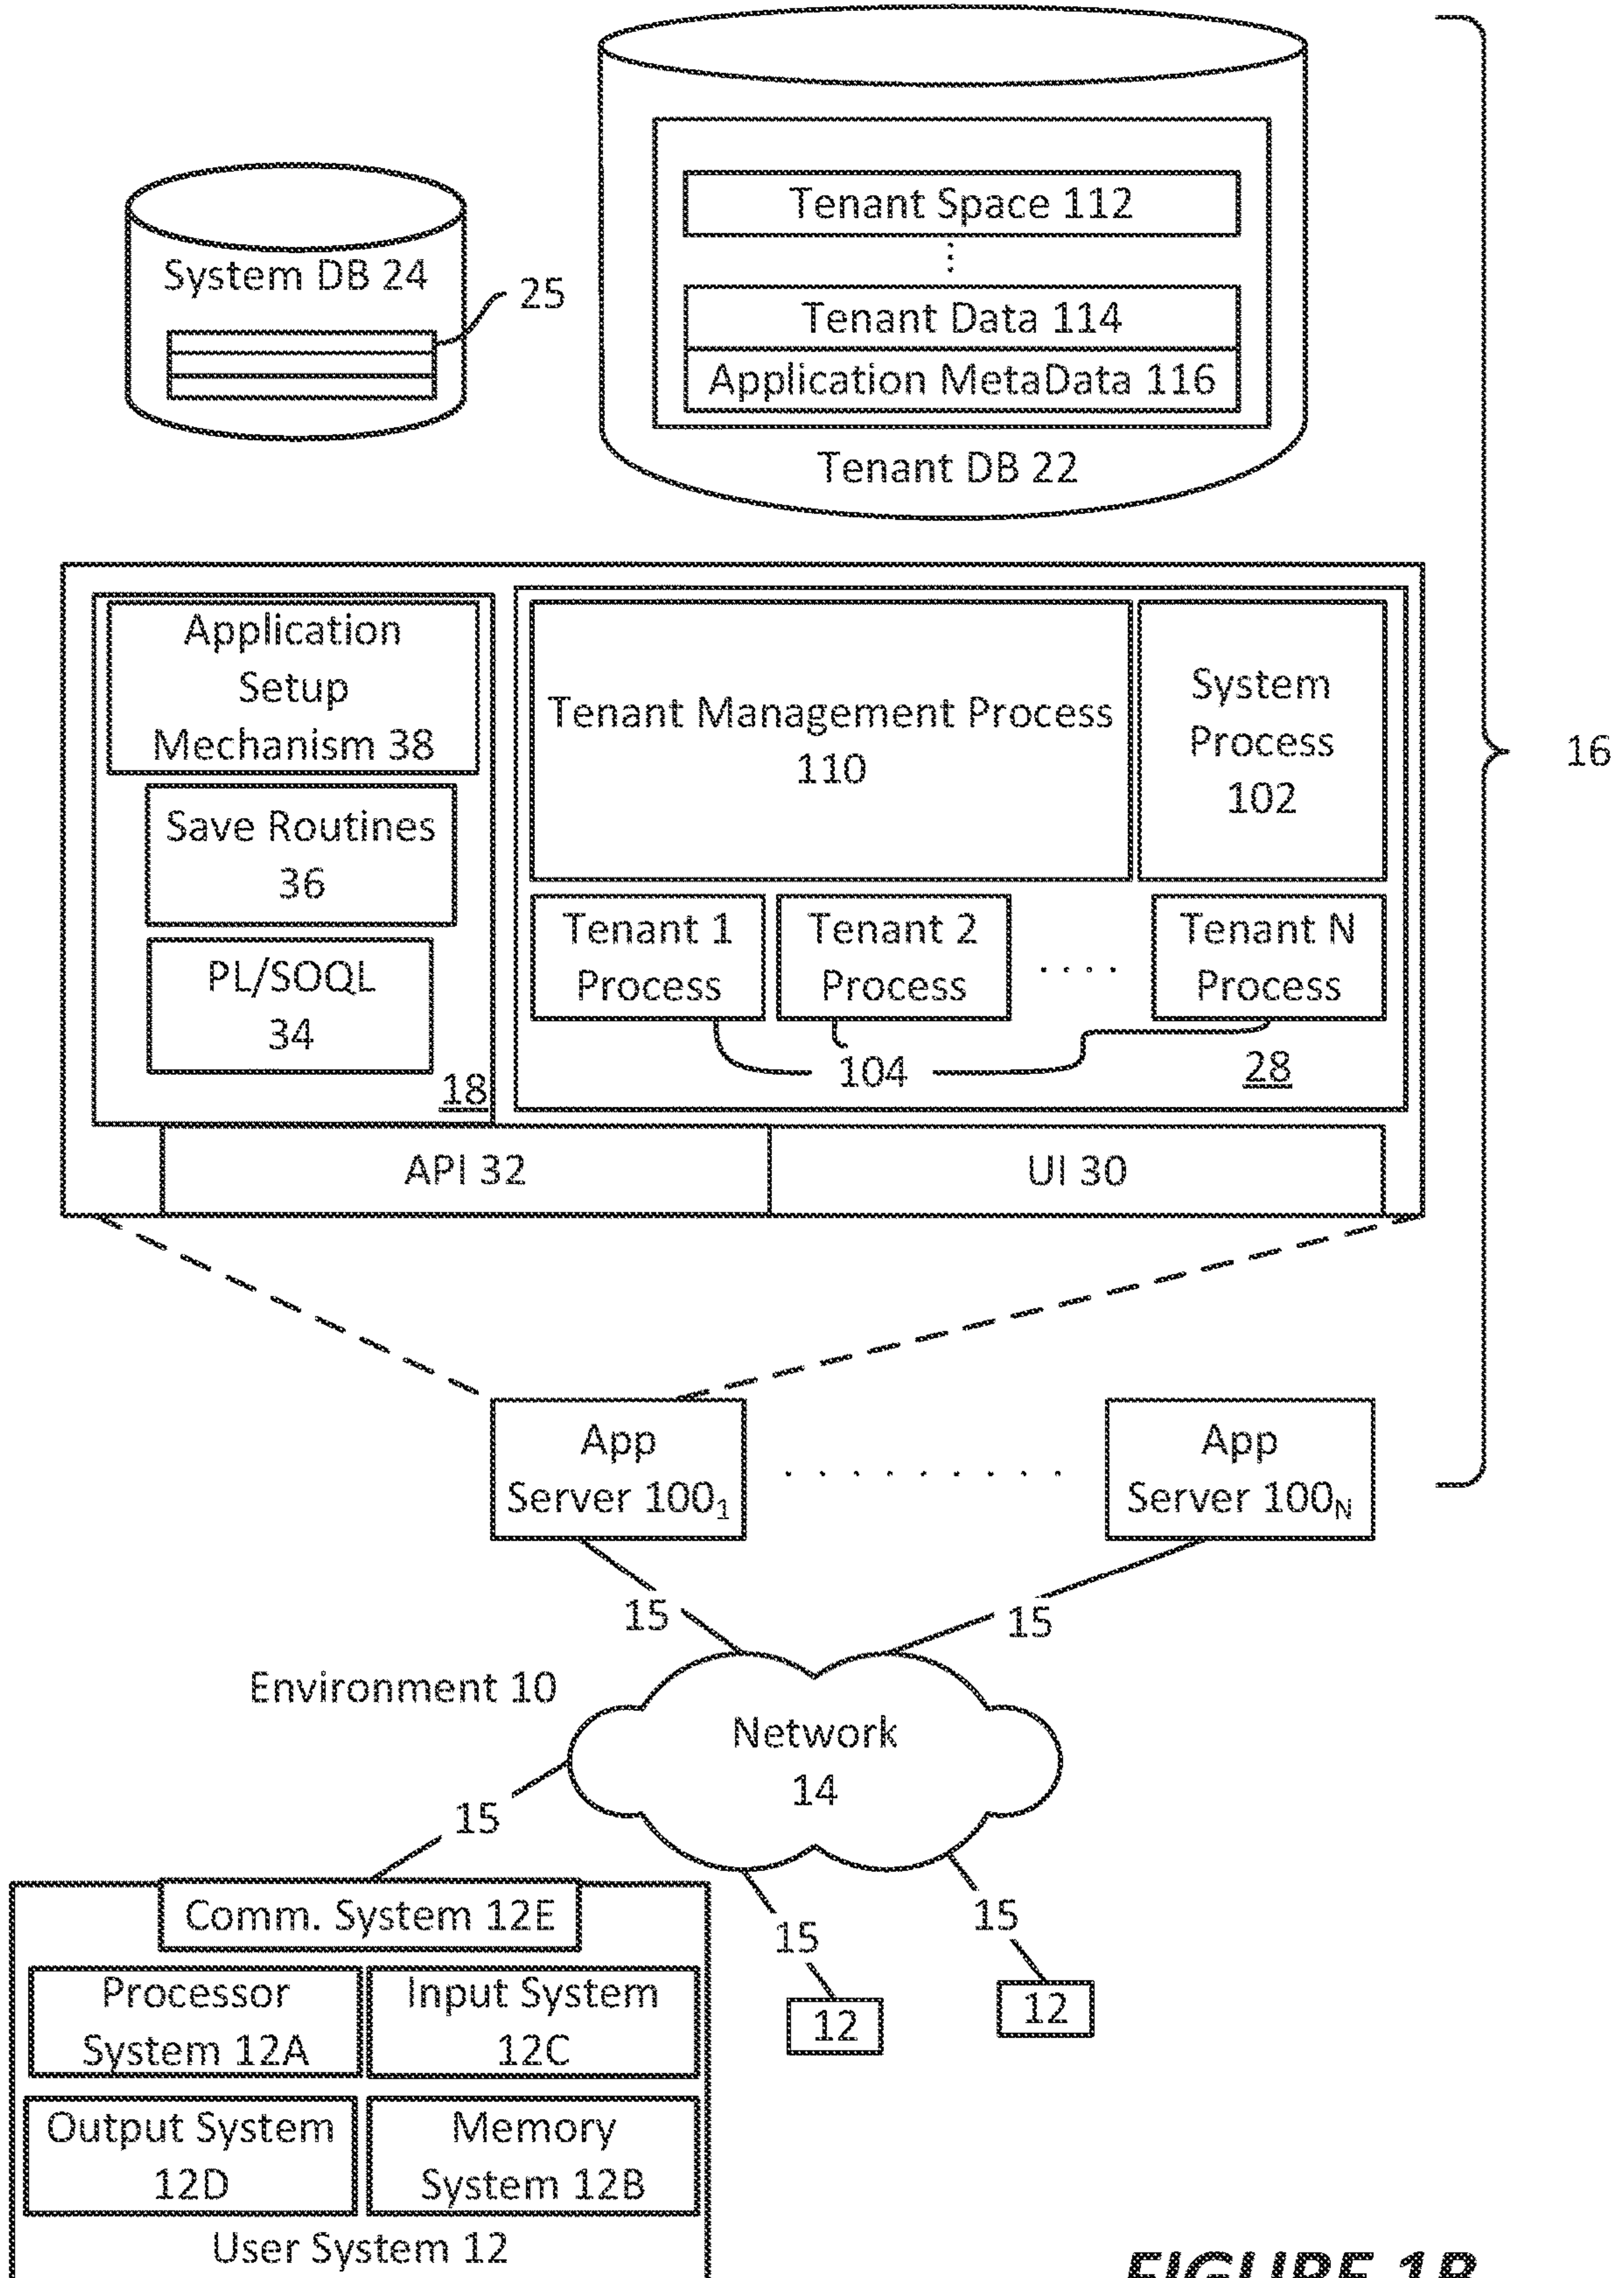 Tenant Space 112
System DB 24
25
Tenant Data 114
Application MetaData 116
Tenant DB 22
Application
Setup
Mechanism 38
Tenant Management Process
110
System
Process
102
16
Save Routines
36
Tenant 1
Process
Tenant 2
Process
Tenant N
Process
PL/SOQL
34
104
28
18
API 32
UI 30
App
Server 100₁
App
Server 100N
15
15
Environment 10
Network
14
15
15
15
Comm. System 12E
Processor
System 12A
Input System
12C
12
12
Output System
12D
Memory
System 12B
User System 12
FIGURE 1B